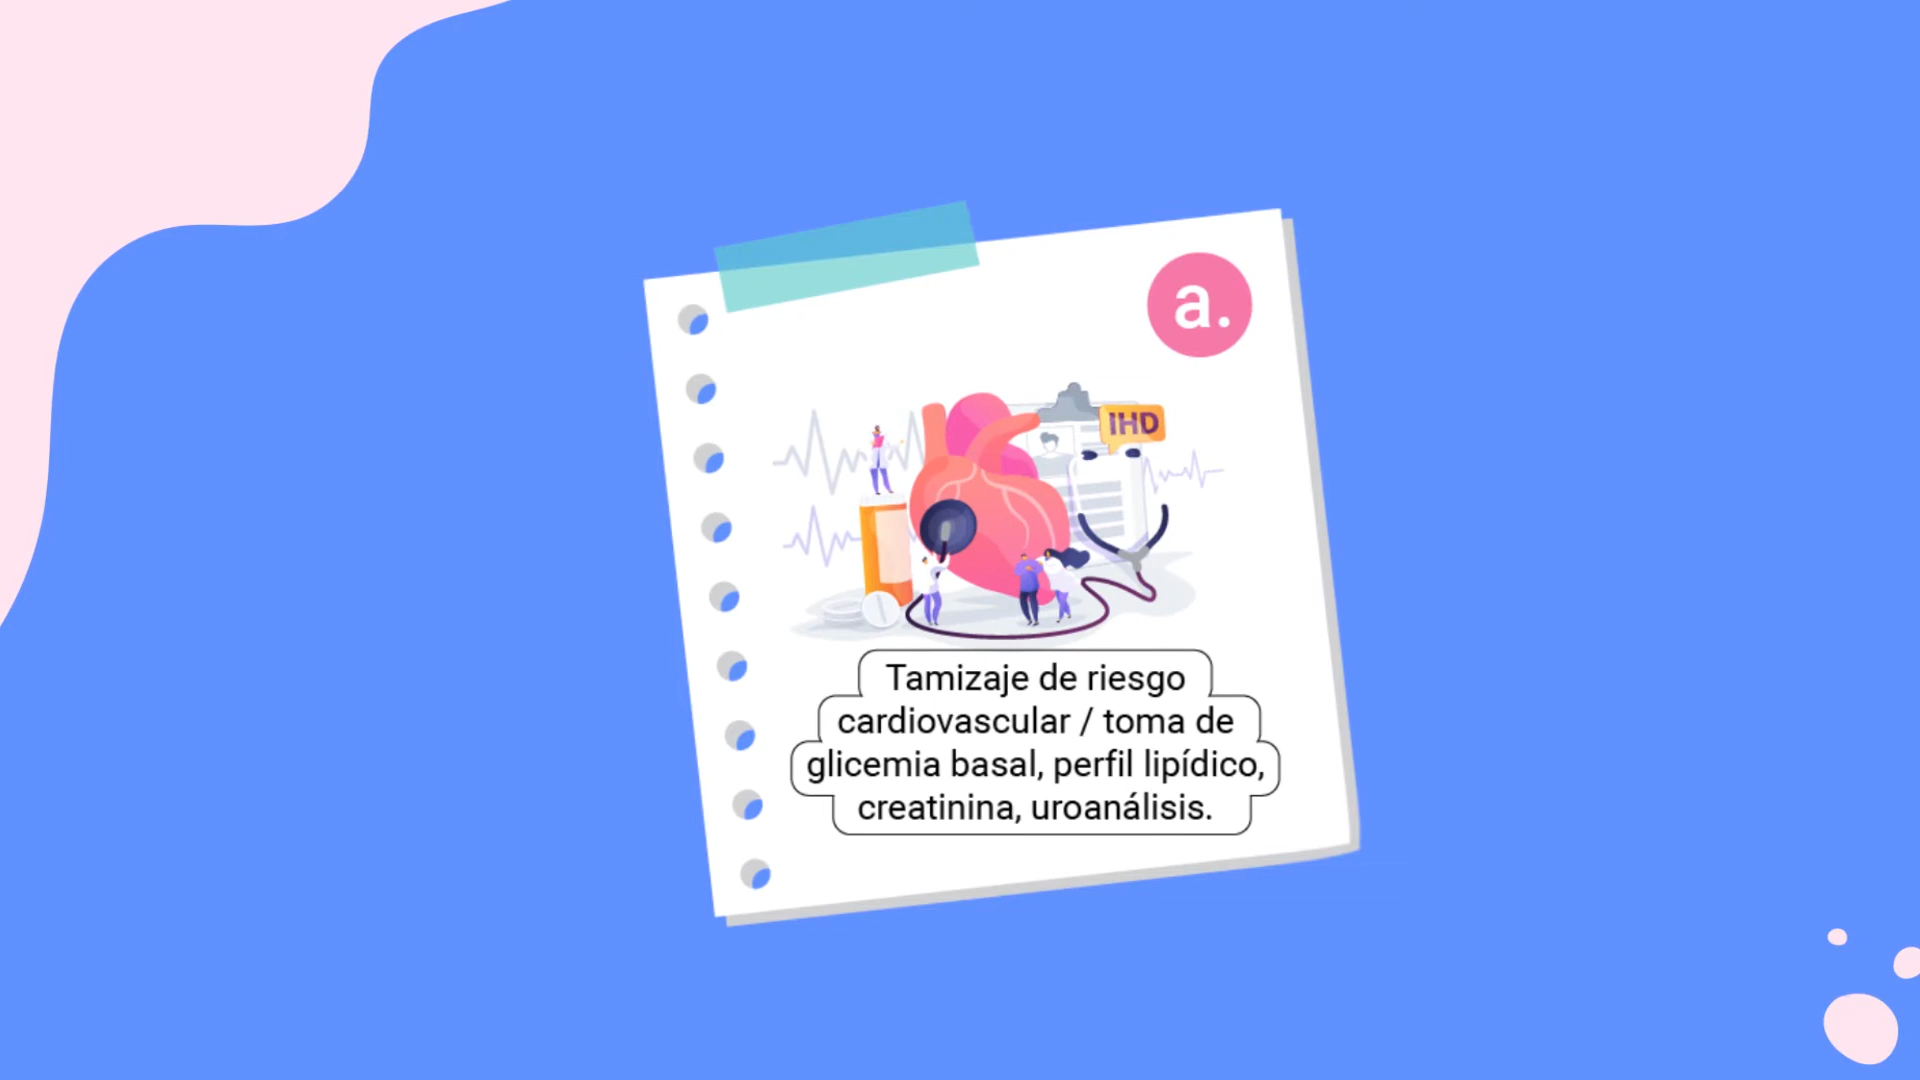 a.
IHD
Tamizaje de riesgo
cardiovascular / toma de
glicemia basal, perfil lipídico,
creatinina, uroanálisis.